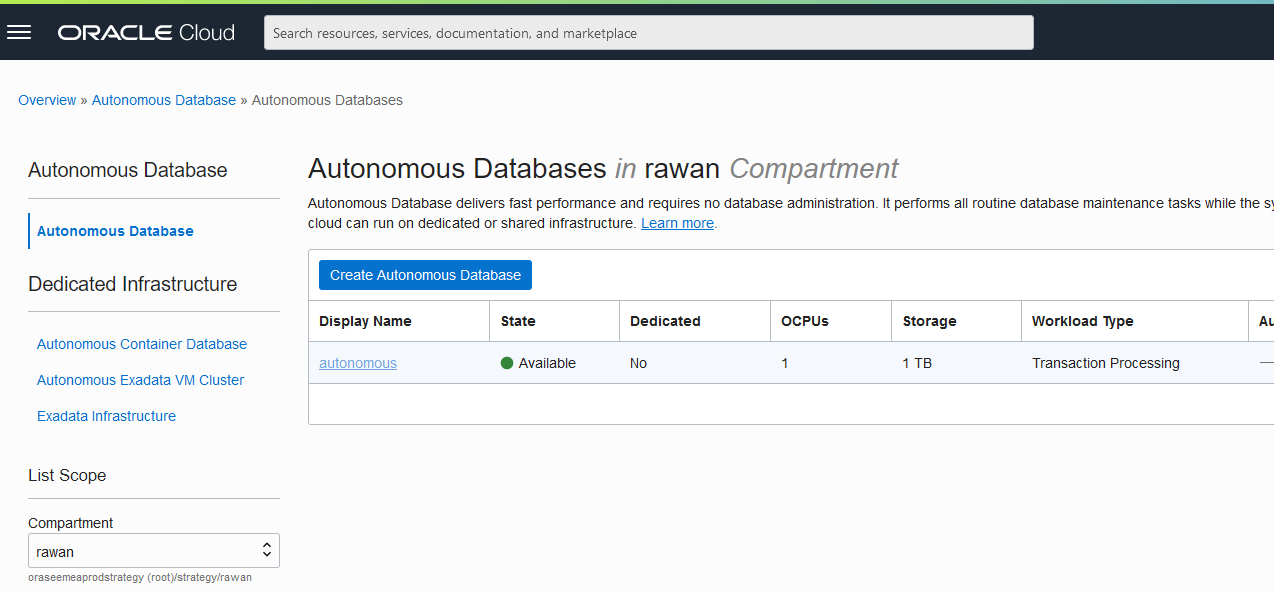 ORACLE Cloud
Search resources, services, documentation, and marketplace
Overview » Autonomous Database » Autonomous Databases
Autonomous Database
Autonomous Database
Dedicated Infrastructure
Autonomous Container Database
Autonomous Exadata VM Cluster
Exadata Infrastructure
List Scope
Compartment
rawan
oraseemeaprodstrategy (root)/strategy/rawan
Autonomous Databases in rawan Compartment
Autonomous Database delivers fast performance and requires no database administration. It performs all routine database maintenance tasks while the
cloud can run on dedicated or shared infrastructure. Learn more.
Create Autonomous Database
Display Name State Dedicated OCPUs Storage Workload Type
autonomous Available No 1 1 TB Transaction Processing —